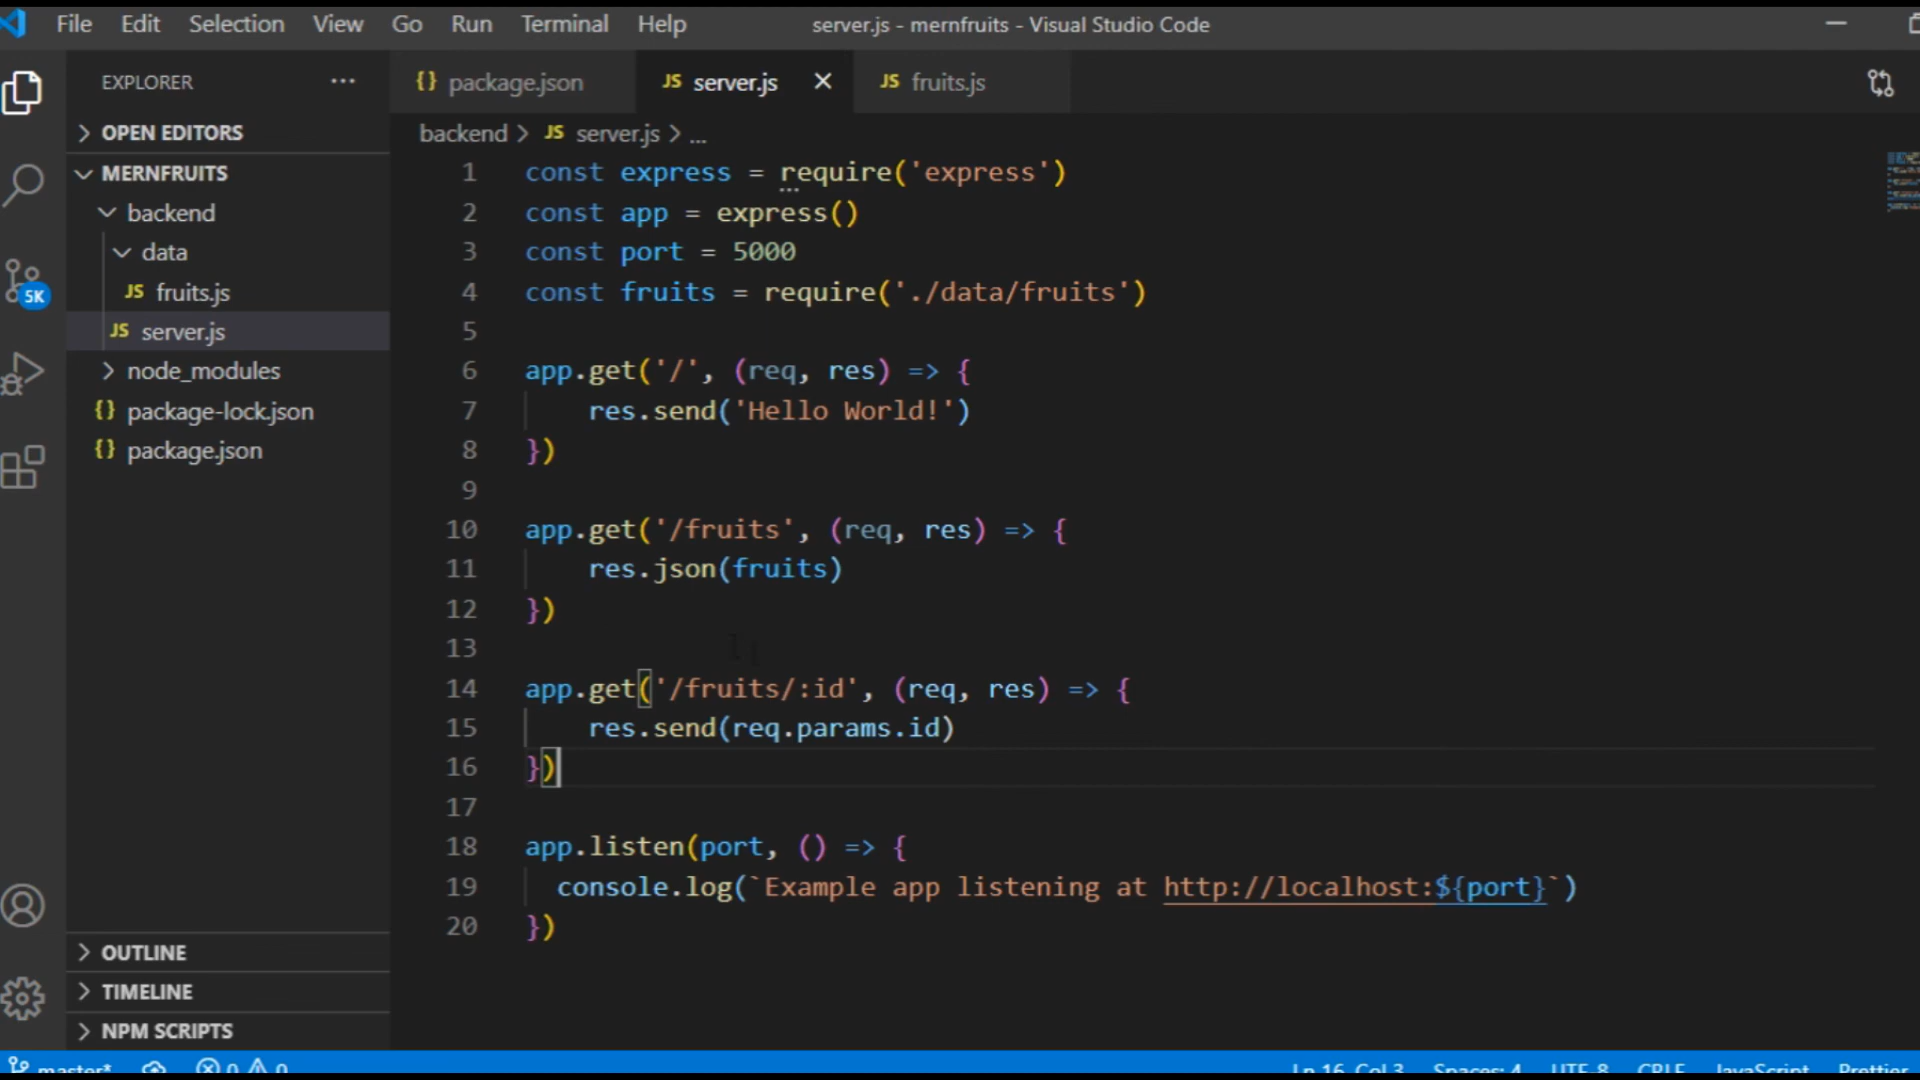 File Edit Selection View Go Run Terminal Help server.js - mernfruits - Visual Studio Code
EXPLORER ...
{} package.json JS server.js JS fruits.js
OPEN EDITORS
backend > JS server.js > ...
MERNFRUITS
backend
data
JS fruits.js
JS server.js
node_modules
{} package-lock.json
{} package.json
5K
1 const express = require('express')
2 const app = express()
3 const port = 5000
4 const fruits = require('./data/fruits')
5
6 app.get('/', (req, res) => {
7 res.send('Hello World!')
8 })
9
10 app.get('/fruits', (req, res) => {
11 res.json(fruits)
12 })
13
14 app.get('/fruits/:id', (req, res) => {
15 res.send(req.params.id)
16 })
17
18 app.listen(port, () => {
19 console.log(`Example app listening at http://localhost:${port}`)
20 })
OUTLINE
TIMELINE
NPM SCRIPTS
master* 0 0 Ln 16, Col 3 Spaces: 4 UTF-8 CRLF JavaScript Prettier